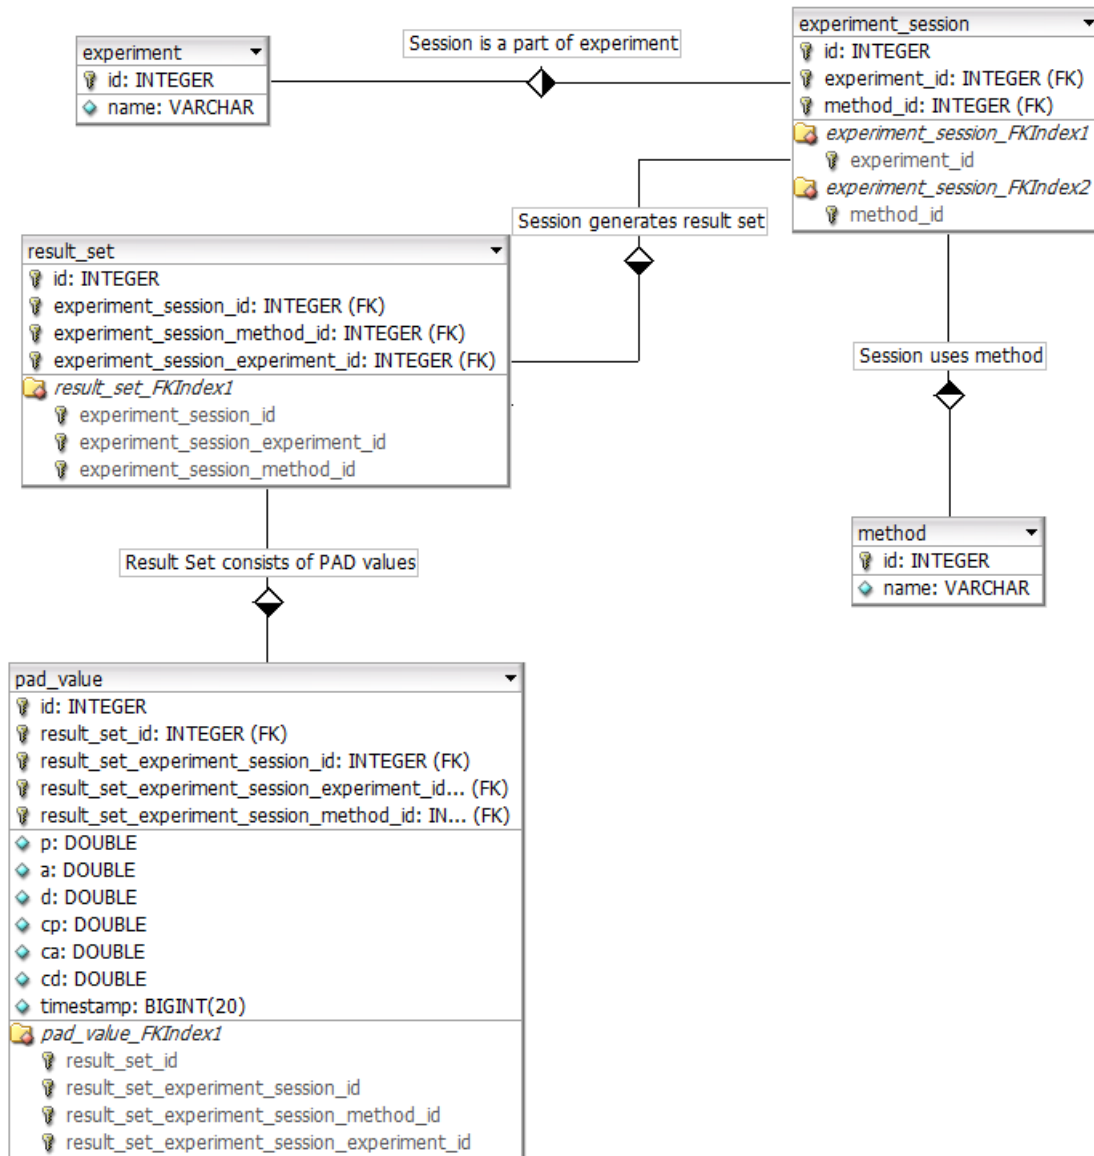 experiment
id: INTEGER
name: VARCHAR
Session is a part of experiment
experiment_session
id: INTEGER
experiment_id: INTEGER (FK)
method_id: INTEGER (FK)
experiment_session_FKIndex1
experiment_id
experiment_session_FKIndex2
method_id
Session generates result set
result_set
id: INTEGER
experiment_session_id: INTEGER (FK)
experiment_session_method_id: INTEGER (FK)
experiment_session_experiment_id: INTEGER (FK)
result_set_FKIndex1
experiment_session_id
experiment_session_experiment_id
experiment_session_method_id
Session uses method
method
id: INTEGER
name: VARCHAR
Result Set consists of PAD values
pad_value
id: INTEGER
result_set_id: INTEGER (FK)
result_set_experiment_session_id: INTEGER (FK)
result_set_experiment_session_experiment_id... (FK)
result_set_experiment_session_method_id: IN... (FK)
p: DOUBLE
a: DOUBLE
d: DOUBLE
cp: DOUBLE
ca: DOUBLE
cd: DOUBLE
timestamp: BIGINT(20)
pad_value_FKIndex1
result_set_id
result_set_experiment_session_id
result_set_experiment_session_method_id
result_set_experiment_session_experiment_id